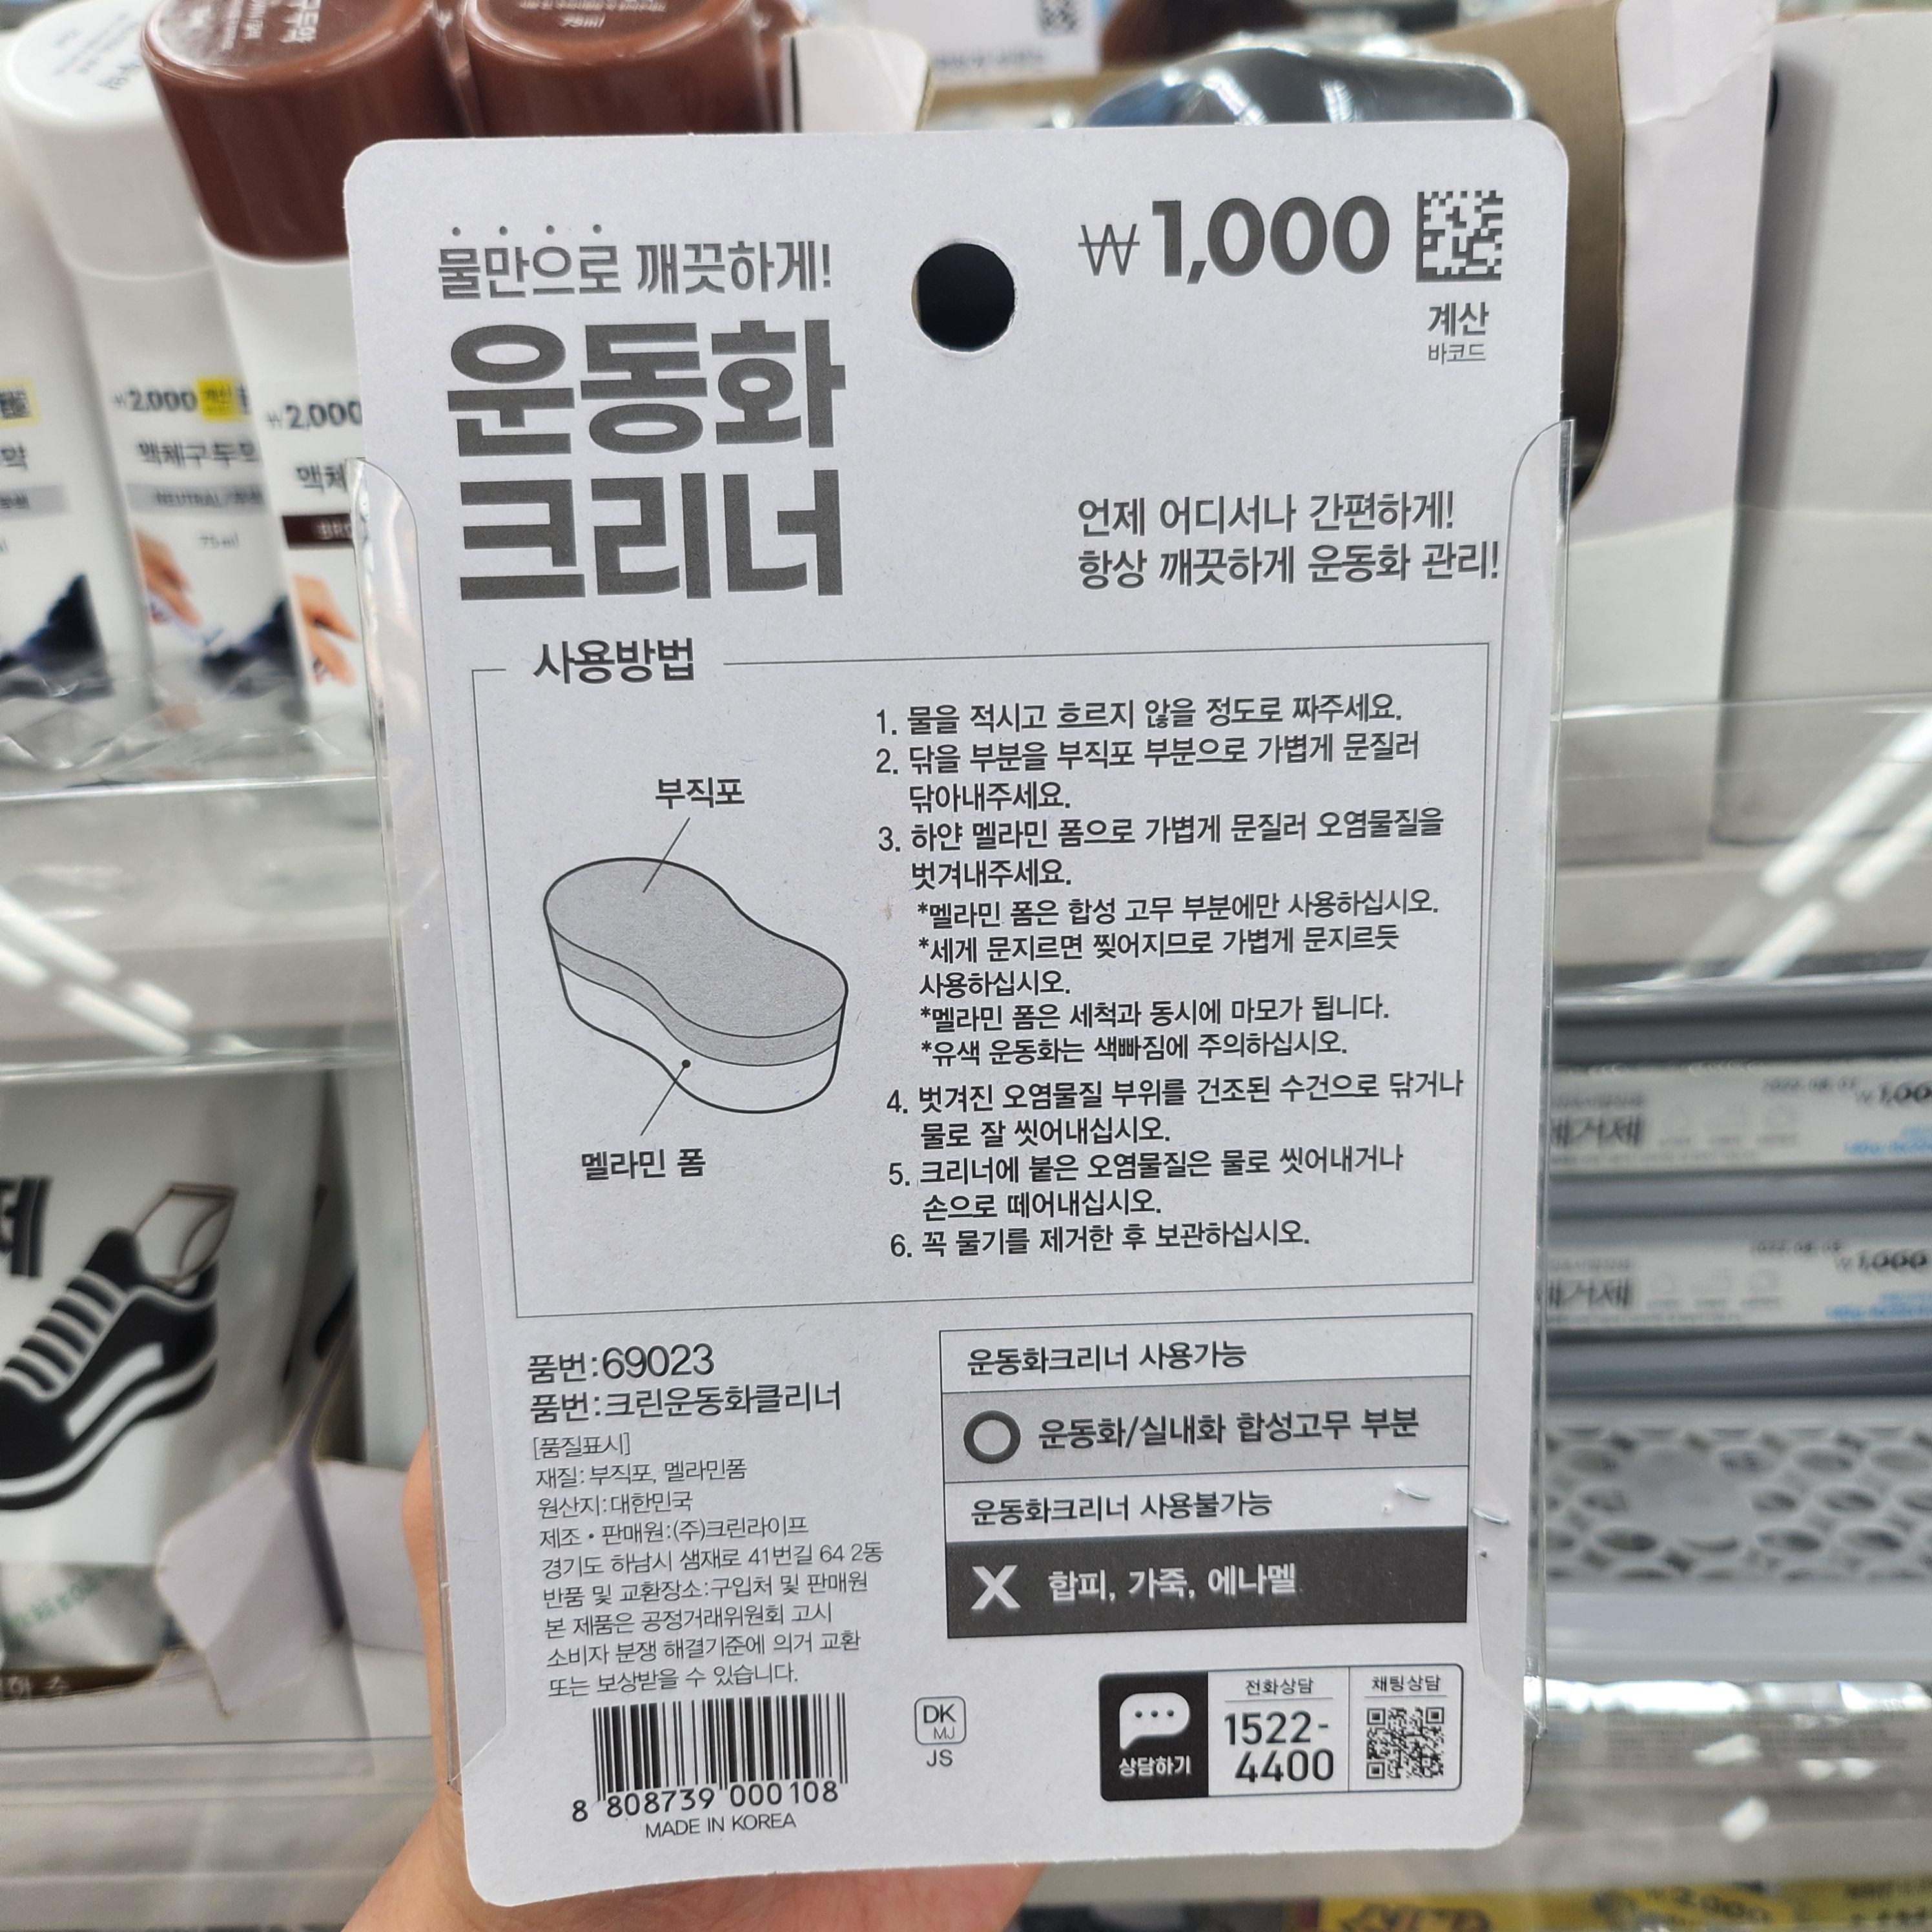 물만으로 깨끗하게!
운동화
크리너
₩1,000
계산
바코드
언제 어디서나 간편하게!
항상 깨끗하게 운동화 관리!
사용방법
부직포
멜라민 폼
1. 물을 적시고 흐르지 않을 정도로 짜주세요.
2. 닦을 부분을 부직포 부분으로 가볍게 문질러
닦아내주세요.
3. 하얀 멜라민 폼으로 가볍게 문질러 오염물질을
벗겨내주세요.
*멜라민 폼은 합성 고무 부분에만 사용하십시오.
*세게 문지르면 찢어지므로 가볍게 문지르듯
사용하십시오.
*멜라민 폼은 세척과 동시에 마모가 됩니다.
*유색 운동화는 색빠짐에 주의하십시오.
4. 벗겨진 오염물질 부위를 건조된 수건으로 닦거나
물로 잘 씻어내십시오.
5. 크리너에 붙은 오염물질은 물로 씻어내거나
손으로 떼어내십시오.
6. 꼭 물기를 제거한 후 보관하십시오.
품번:69023
품번:크린운동화클리너
[품질표시]
재질: 부직포, 멜라민폼
원산지:대한민국
제조·판매원:(주)크린라이프
경기도 하남시 샘재로 41번길 64 2동
반품 및 교환장소:구입처 및 판매원
본 제품은 공정거래위원회 고시
소비자 분쟁 해결기준에 의거 교환
또는 보상받을 수 있습니다.
8 808739 000108
MADE IN KOREA
운동화크리너 사용가능
운동화/실내화 합성고무 부분
운동화크리너 사용불가능
X 합피, 가죽, 에나멜
DK
MJ
JS
상담하기
전화상담
1522-
4400
채팅상담
₩2,000
액체구두약
NEUTRAL
75ml
₩2,000
액체
75ml
₩1,000
제거제
₩1,000
제거제